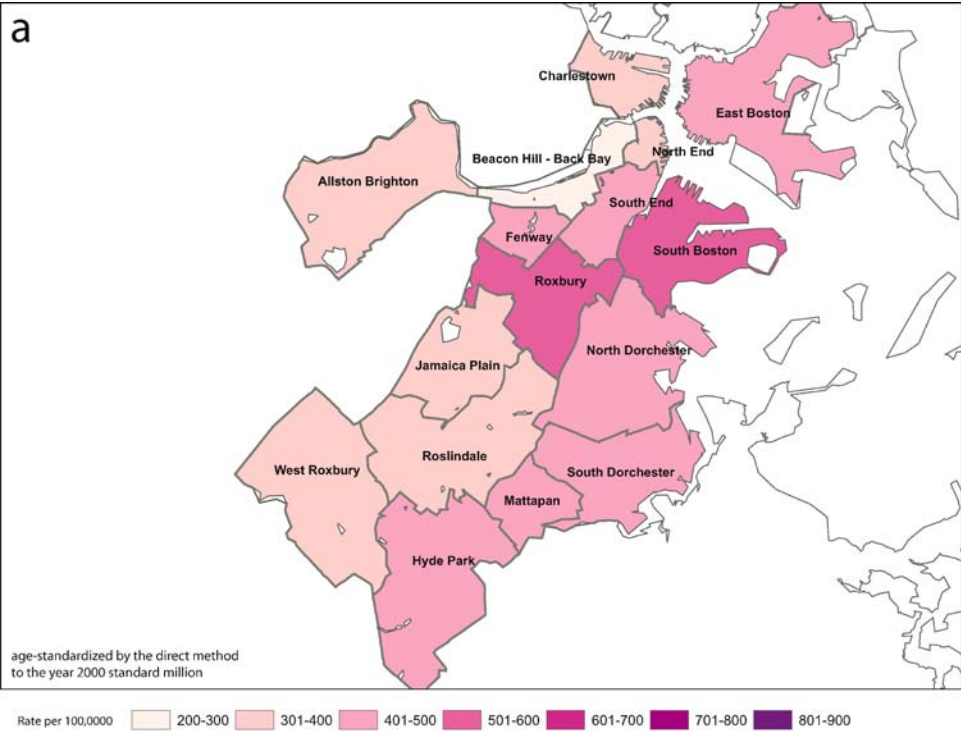 a
Charlestown
East Boston
Beacon Hill - Back Bay
North End
Allston Brighton
South End
Fenway
South Boston
Roxbury
North Dorchester
Jamaica Plain
Roslindale
West Roxbury
South Dorchester
Mattapan
Hyde Park
age-standardized by the direct method
to the year 2000 standard million
Rate per 100,0000 200-300 301-400 401-500 501-600 601-700 701-800 801-900